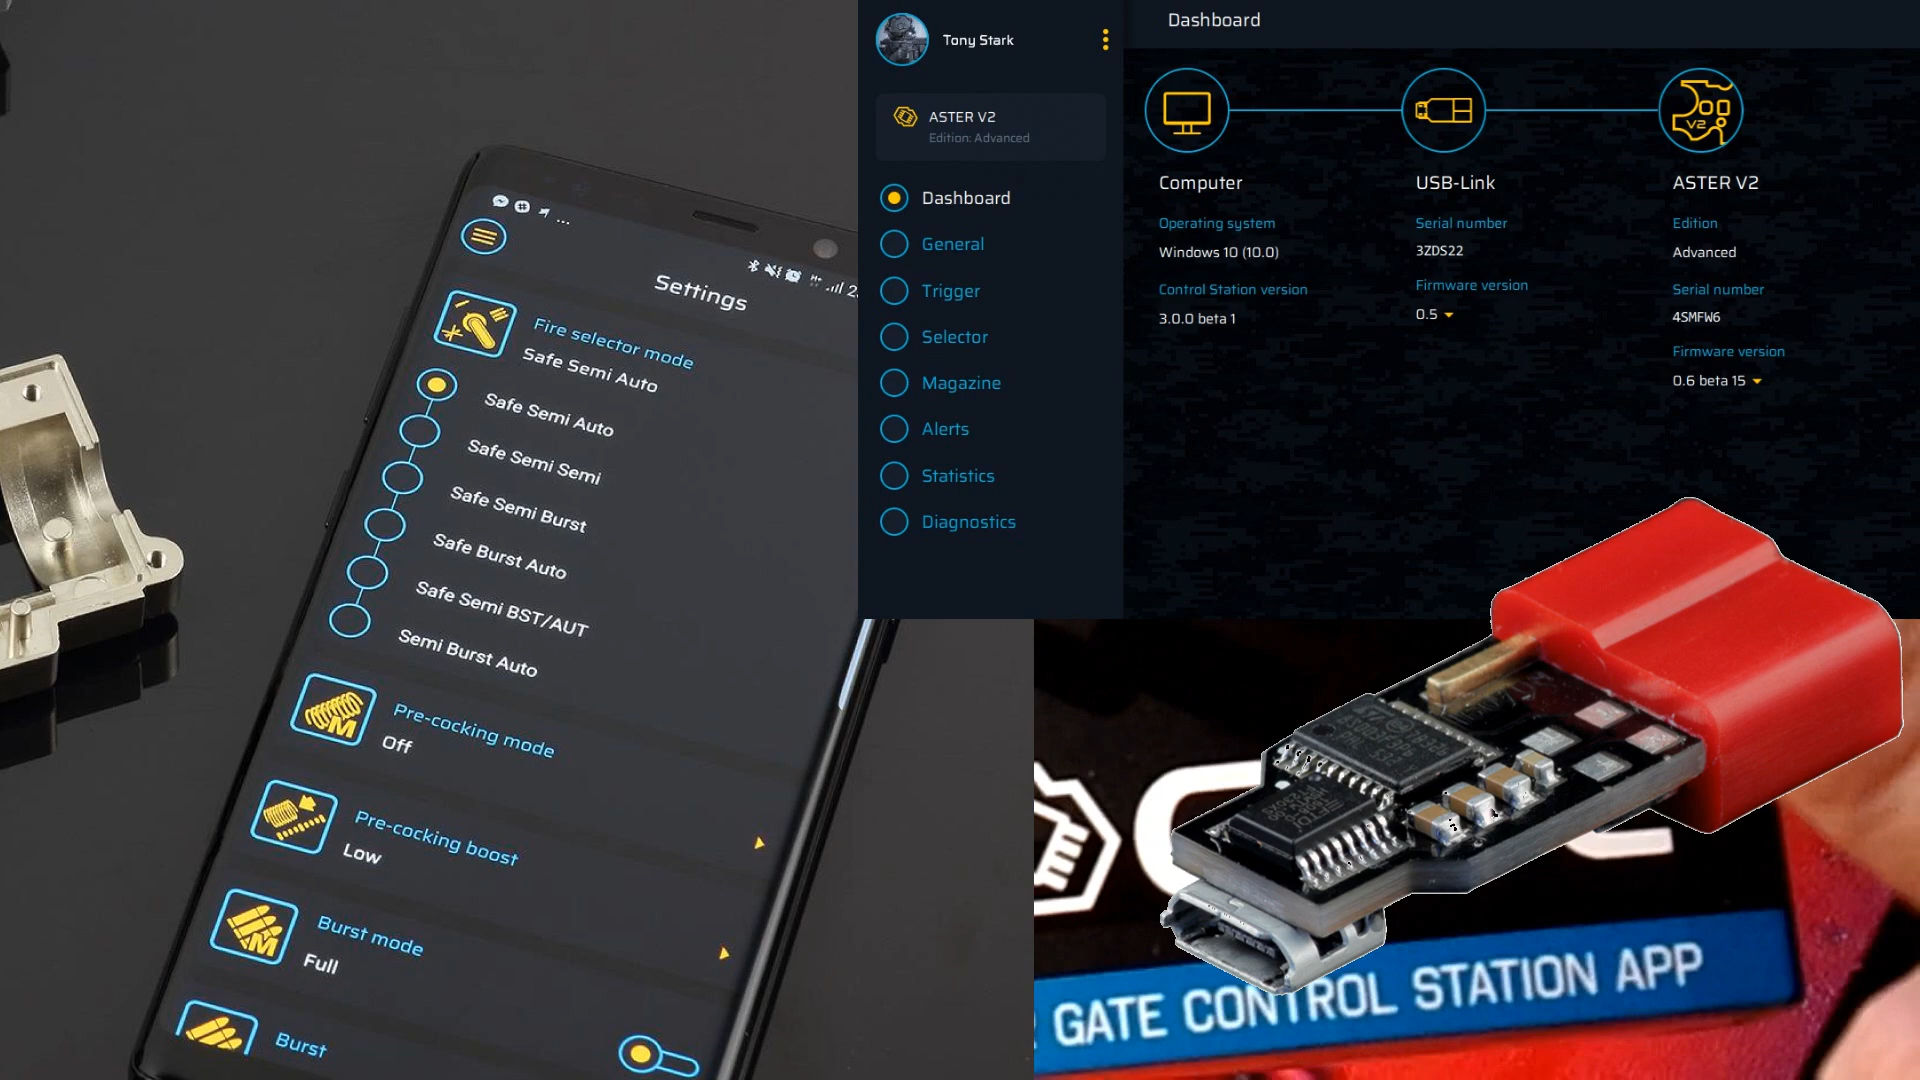 Settings
Fire selector mode
Safe Semi Auto
Safe Semi Auto
Safe Semi Semi
Safe Semi Burst
Safe Burst Auto
Safe Semi BST/AUT
Semi Burst Auto
Pre-cocking mode
Off
Pre-cocking boost
Low
Burst mode
Full
Burst
Tony Stark
ASTER V2
Edition: Advanced
Dashboard
General
Trigger
Selector
Magazine
Alerts
Statistics
Diagnostics
Dashboard
V2
Computer
Operating system
Windows 10 (10.0)
Control Station version
3.0.0 beta 1
USB-Link
Serial number
3ZDS22
Firmware version
0.5
ASTER V2
Edition
Advanced
Serial number
4SMFW6
Firmware version
0.6 beta 15
GATE CONTROL STATION APP